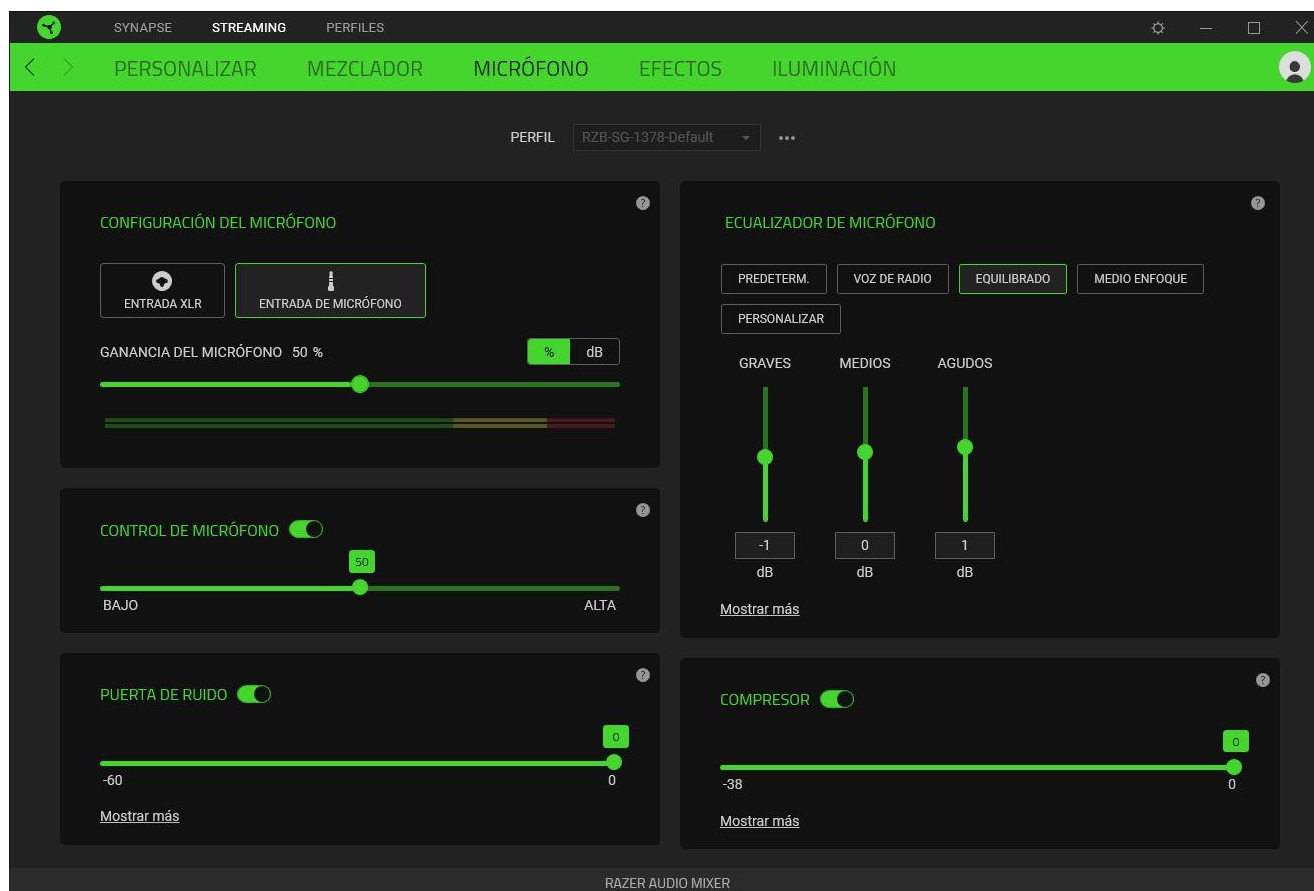 SYNAPSE STREAMING PERFILES
PERSONALIZAR MEZCLADOR MICRÓFONO EFECTOS ILUMINACIÓN
PERFIL RZB-SG-1378-Default
CONFIGURACIÓN DEL MICRÓFONO ?
ENTRADA XLR ENTRADA DE MICRÓFONO
GANANCIA DEL MICRÓFONO 50 % % dB
CONTROL DE MICRÓFONO ?
50
BAJO ALTA
PUERTA DE RUIDO ?
0
-60 0
Mostrar más
ECUALIZADOR DE MICRÓFONO ?
PREDETERM. VOZ DE RADIO EQUILIBRADO MEDIO ENFOQUE
PERSONALIZAR
GRAVES MEDIOS AGUDOS
-1 0 1
dB dB dB
Mostrar más
COMPRESOR ?
0
-38 0
Mostrar más
RAZER AUDIO MIXER